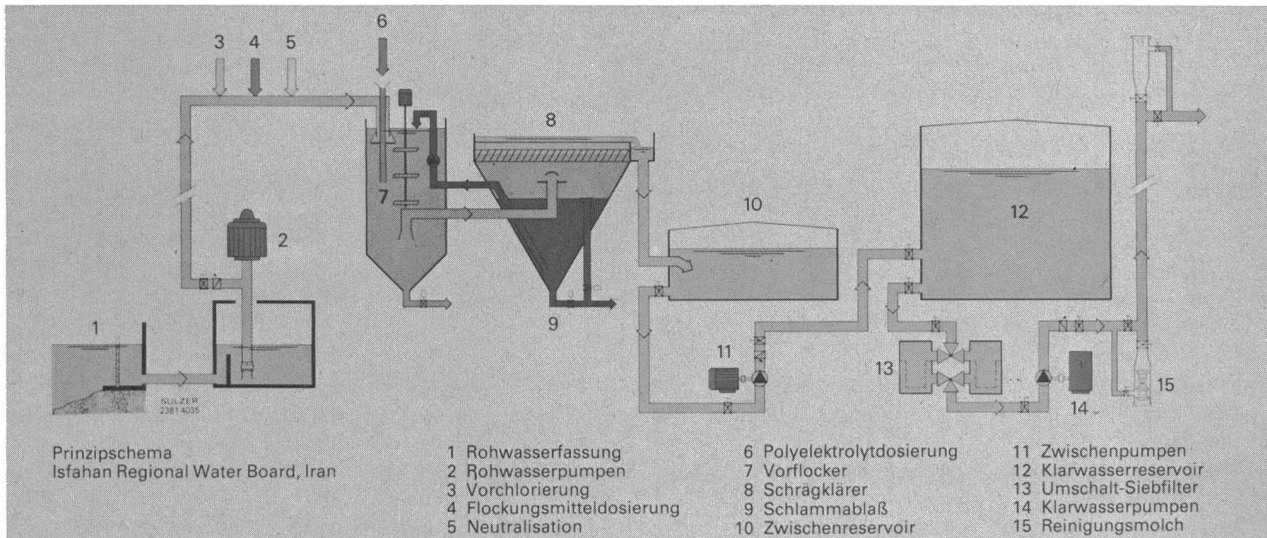 3 4 5
6
8
7
2
10
12
1
9
11
13
14
15
SULZER
2381 4035
Prinzipschema
Isfahan Regional Water Board, Iran
1 Rohwasserfassung
2 Rohwasserpumpen
3 Vorchlorierung
4 Flockungsmitteldosierung
5 Neutralisation
6 Polyelektrolytdosierung
7 Vorflocker
8 Schrägklärer
9 Schlammablaß
10 Zwischenreservoir
11 Zwischenpumpen
12 Klarwasserreservoir
13 Umschalt-Siebfilter
14 Klarwasserpumpen
15 Reinigungsmolch